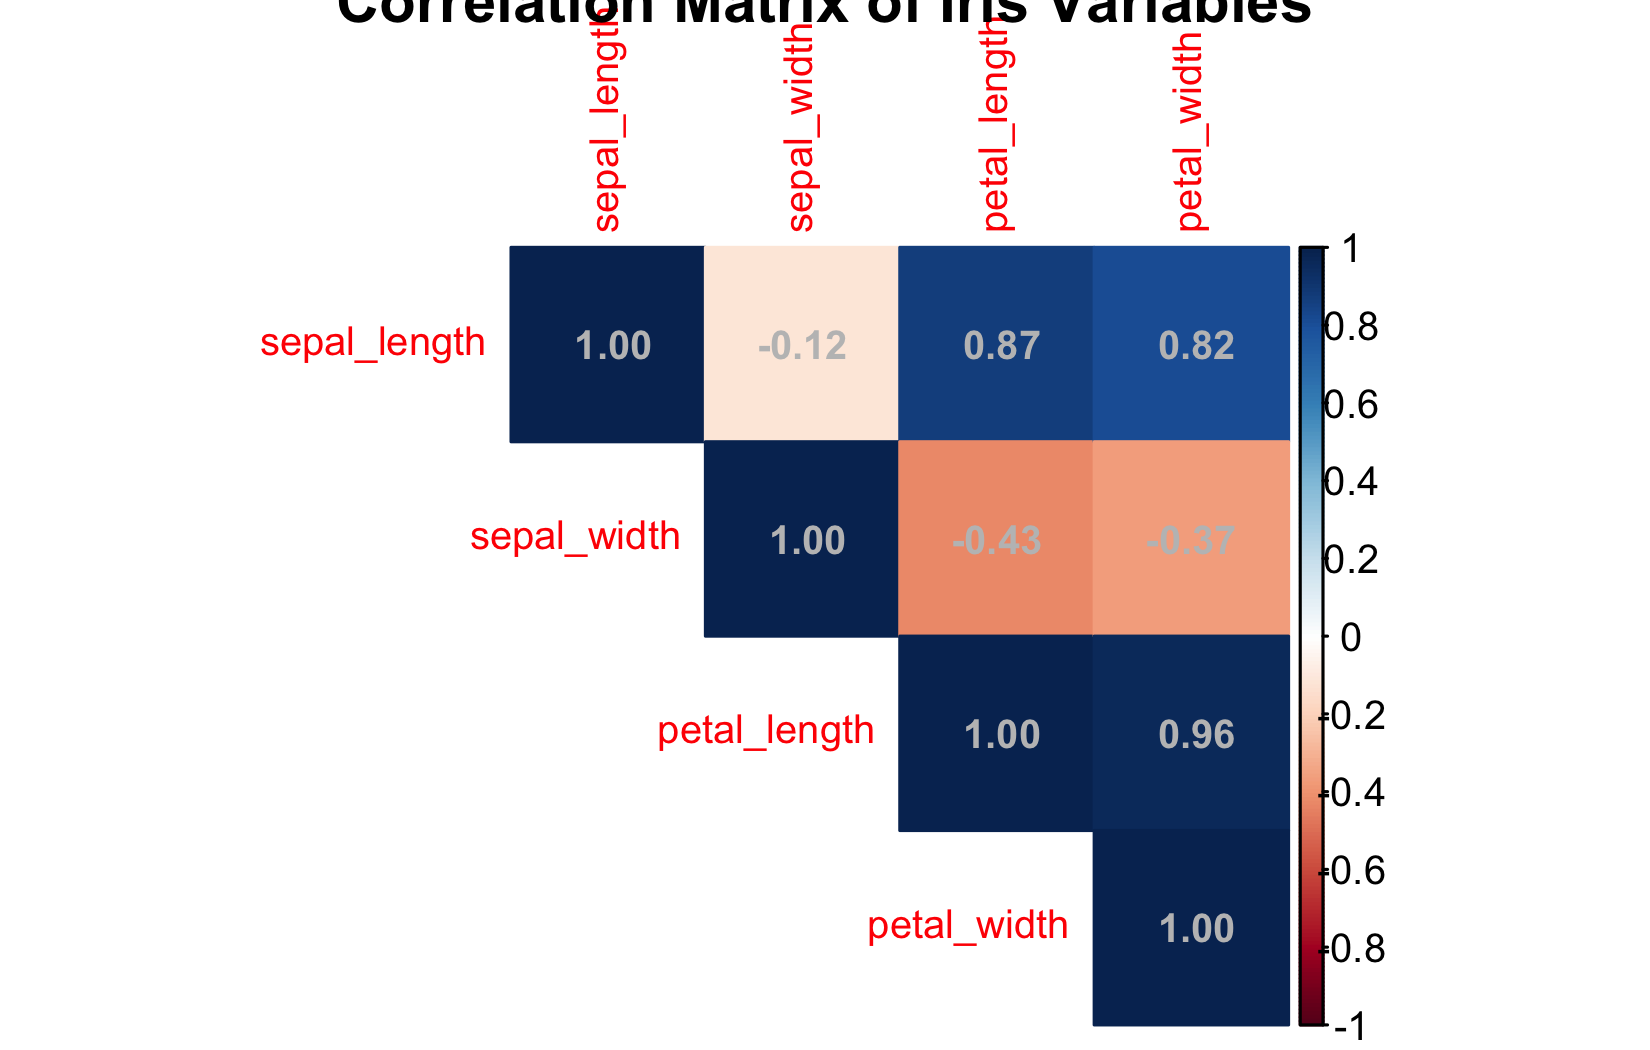 Correlation Matrix of Iris Variables
sepal_length
sepal_width
petal_length
petal_width
sepal_length
1.00
-0.12
0.87
0.82
sepal_width
1.00
-0.43
-0.37
petal_length
1.00
0.96
petal_width
1.00
1
0.8
0.6
0.4
0.2
0
-0.2
-0.4
-0.6
-0.8
-1